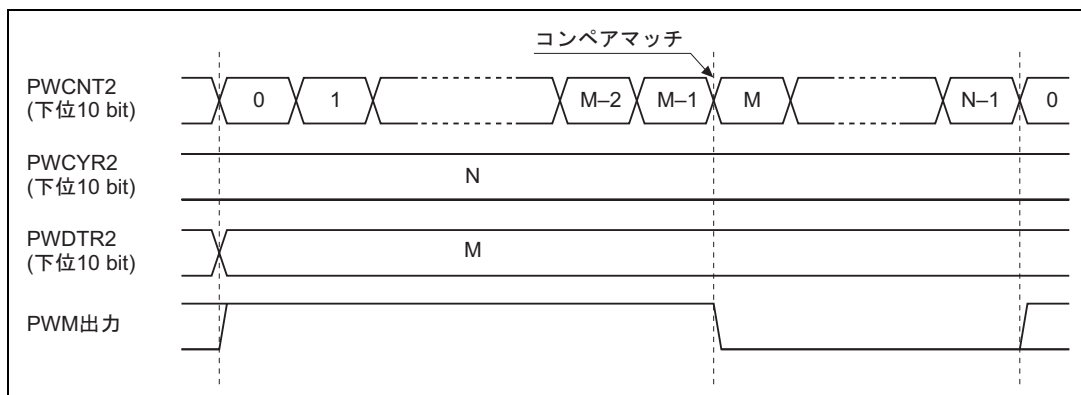 コンペアマッチ
PWCNT2
(下位10 bit)
0 1 M–2 M–1 M N–1 0
PWCYR2
(下位10 bit)
N
PWDTR2
(下位10 bit)
M
PWM出力